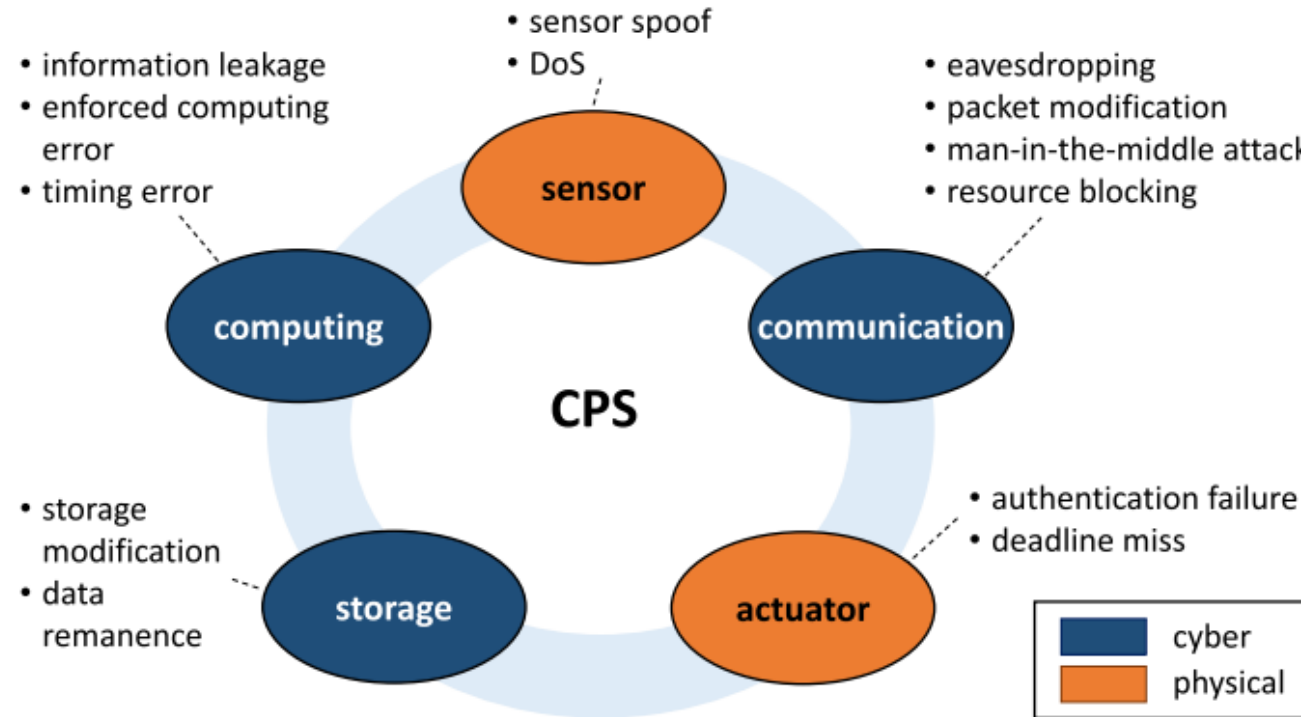 • sensor spoof
• DoS
• information leakage
• enforced computing
error
• timing error
• eavesdropping
• packet modification
• man-in-the-middle attack
• resource blocking
sensor
computing
communication
CPS
• storage
modification
• data
remanence
• authentication failure
• deadline miss
storage
actuator
cyber
physical